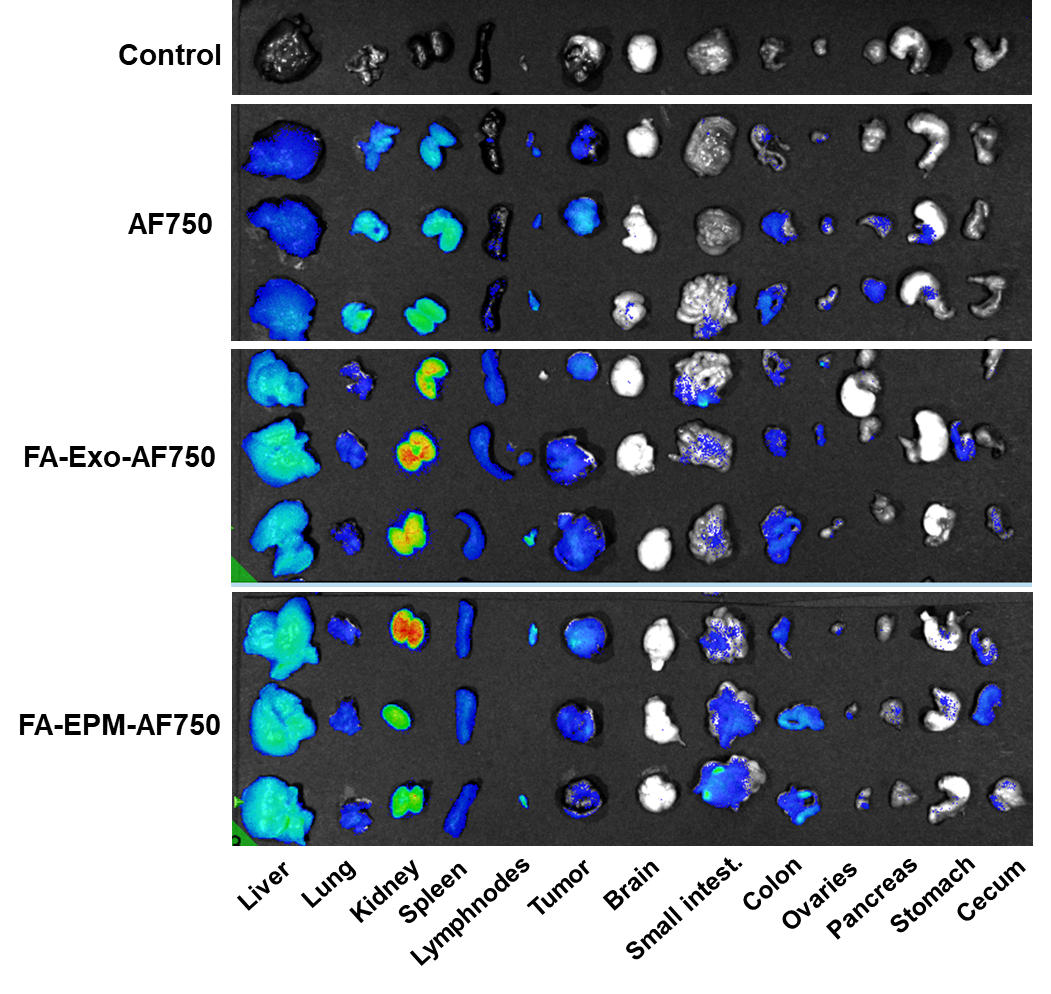 Control
AF750
FA-Exo-AF750
FA-EPM-AF750
Liver
Lung
Kidney
Spleen
Lymphnodes
Tumor
Brain
Small intest.
Colon
Ovaries
Pancreas
Stomach
Cecum